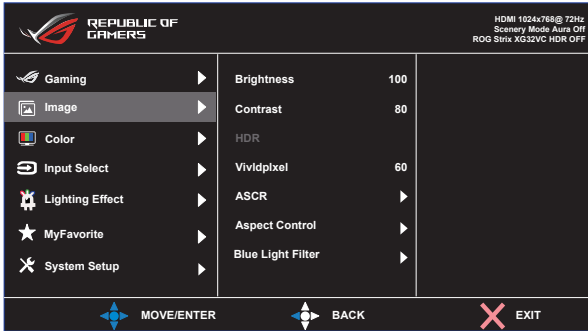 REPUBLIC OF
GAMERS
HDMI 1024x768@ 72Hz
Scenery Mode Aura Off
ROG Strix XG32VC HDR OFF
Gaming
Image
Color
Input Select
Lighting Effect
MyFavorite
System Setup
Brightness 100
Contrast 80
HDR
VividpIxel 60
ASCR
Aspect Control
Blue Light Filter
MOVE/ENTER
BACK
EXIT